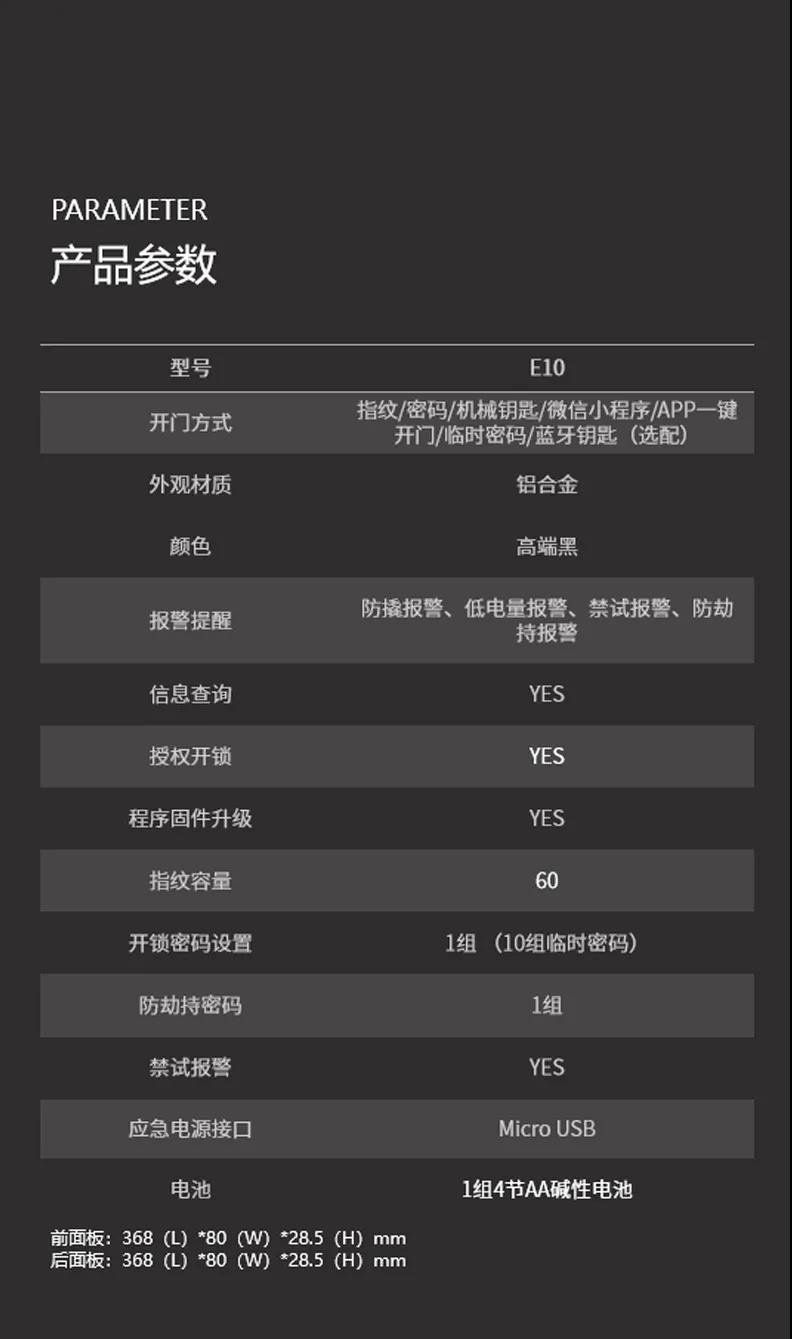 PARAMETER
产品参数
型号 E10
开门方式 指纹/密码/机械钥匙/微信小程序/APP一键
开门/临时密码/蓝牙钥匙（选配）
外观材质 铝合金
颜色 高端黑
报警提醒 防撬报警、低电量报警、禁试报警、防劫
持报警
信息查询 YES
授权开锁 YES
程序固件升级 YES
指纹容量 60
开锁密码设置 1组 （10组临时密码）
防劫持密码 1组
禁试报警 YES
应急电源接口 Micro USB
电池 1组4节AA碱性电池
前面板：368（L）*80（W）*28.5（H）mm
后面板：368（L）*80（W）*28.5（H）mm